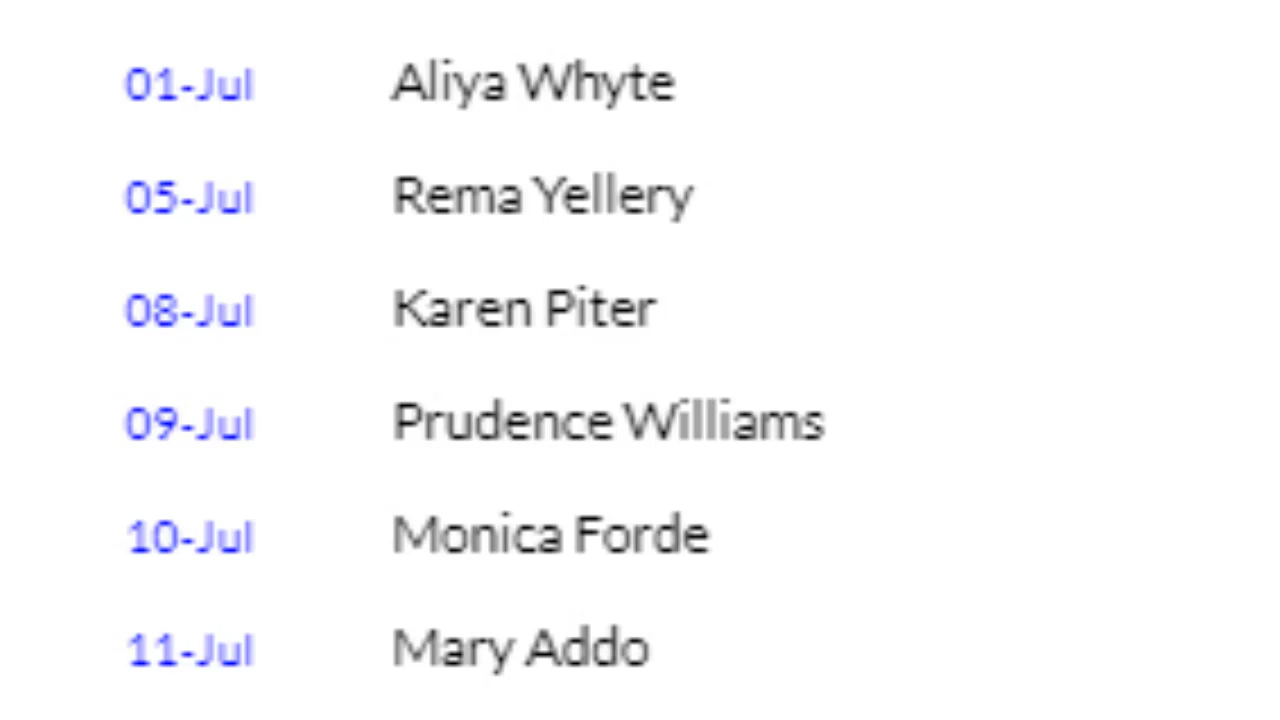 01-Jul Aliya Whyte
05-Jul Rema Yellery
08-Jul Karen Piter
09-Jul Prudence Williams
10-Jul Monica Forde
11-Jul Mary Addo